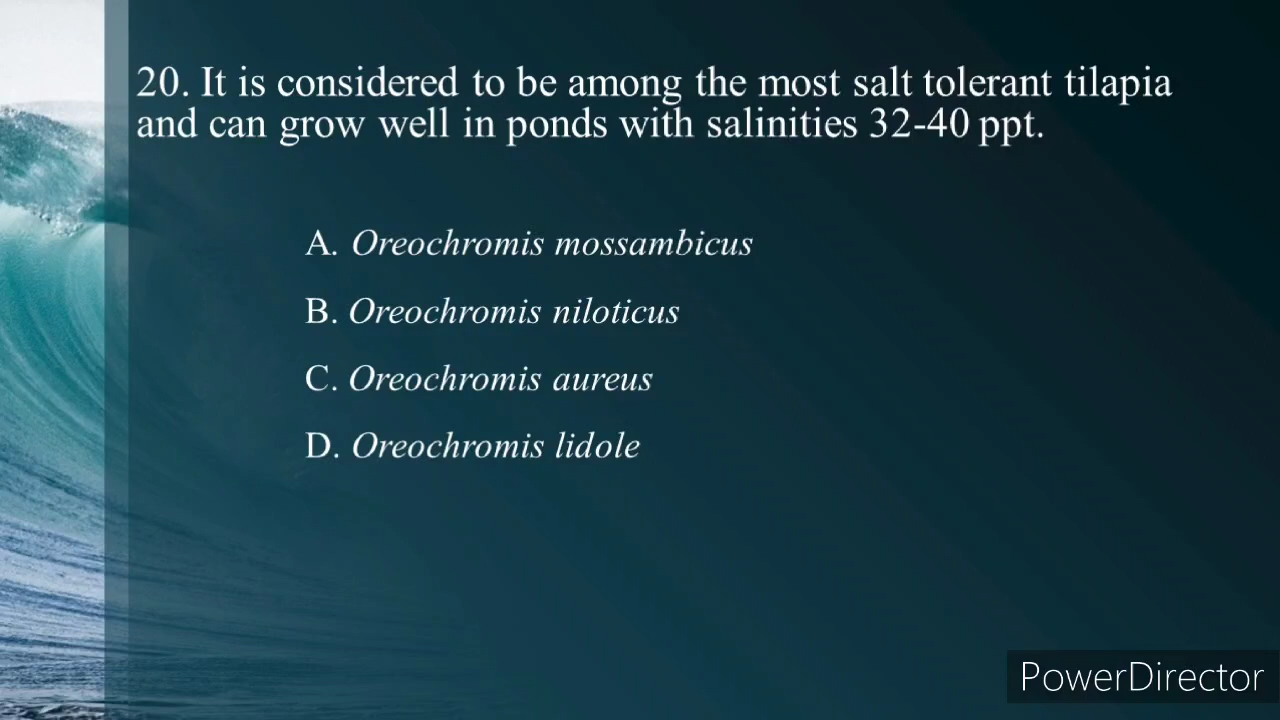 20. It is considered to be among the most salt tolerant tilapia
and can grow well in ponds with salinities 32-40 ppt.
A. Oreochromis mossambicus
B. Oreochromis niloticus
C. Oreochromis aureus
D. Oreochromis lidole
PowerDirector